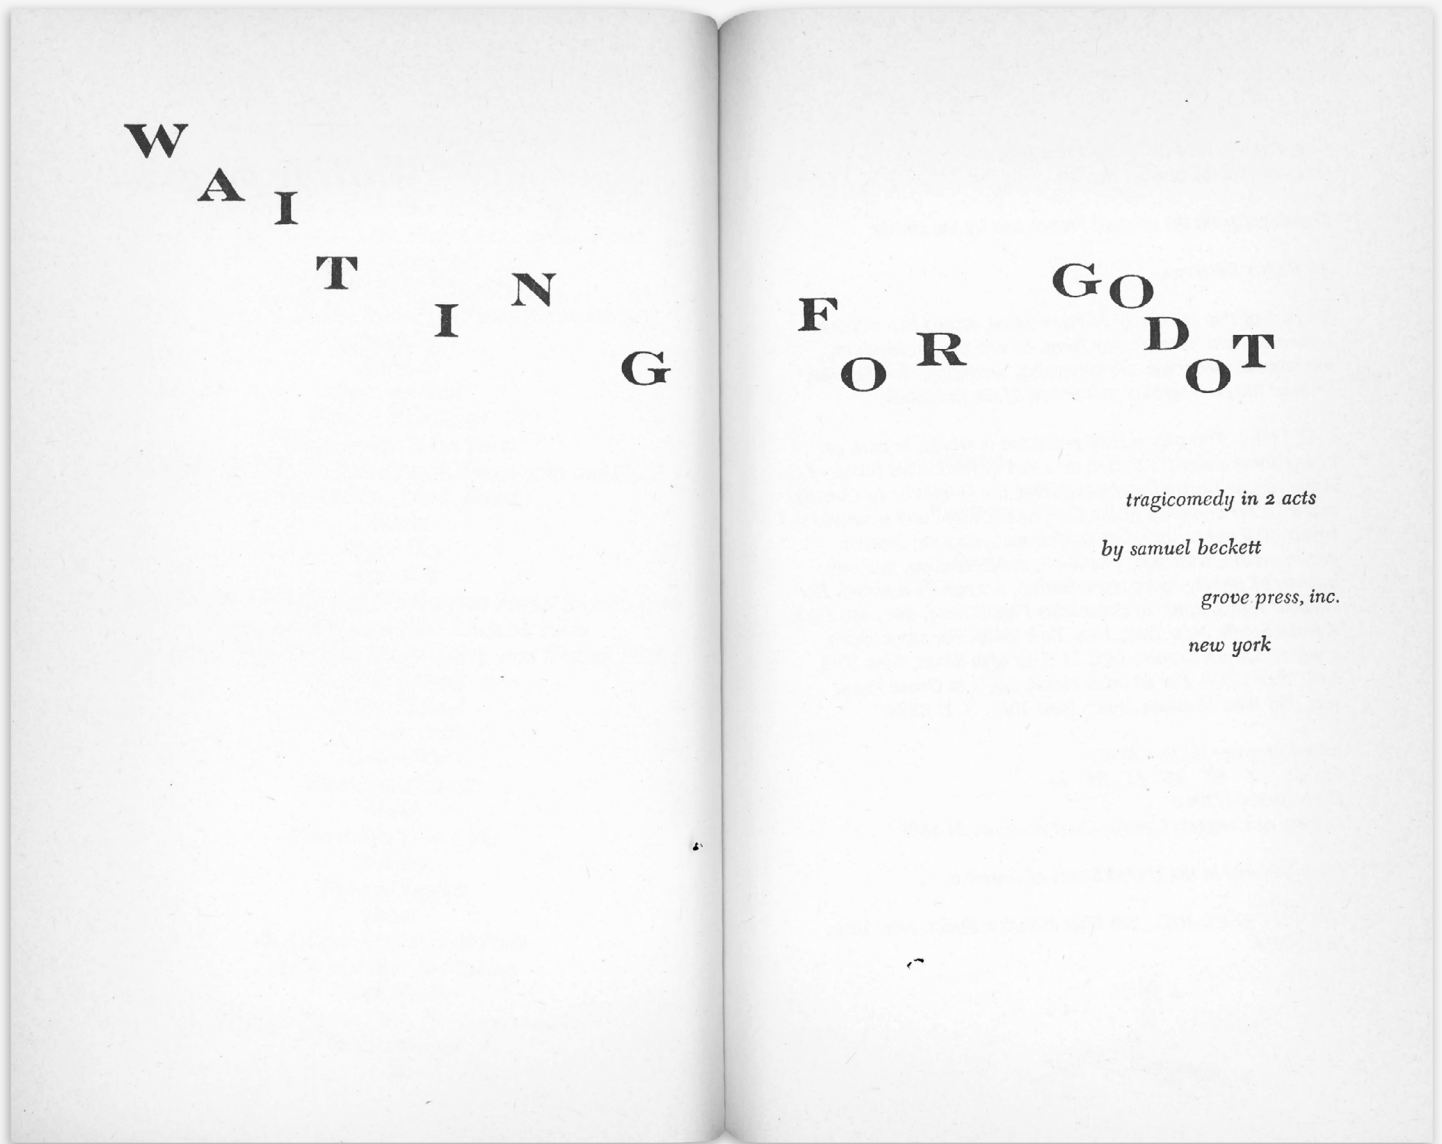 WAITING FOR GODOT
tragicomedy in 2 acts
by samuel beckett
grove press, inc.
new york